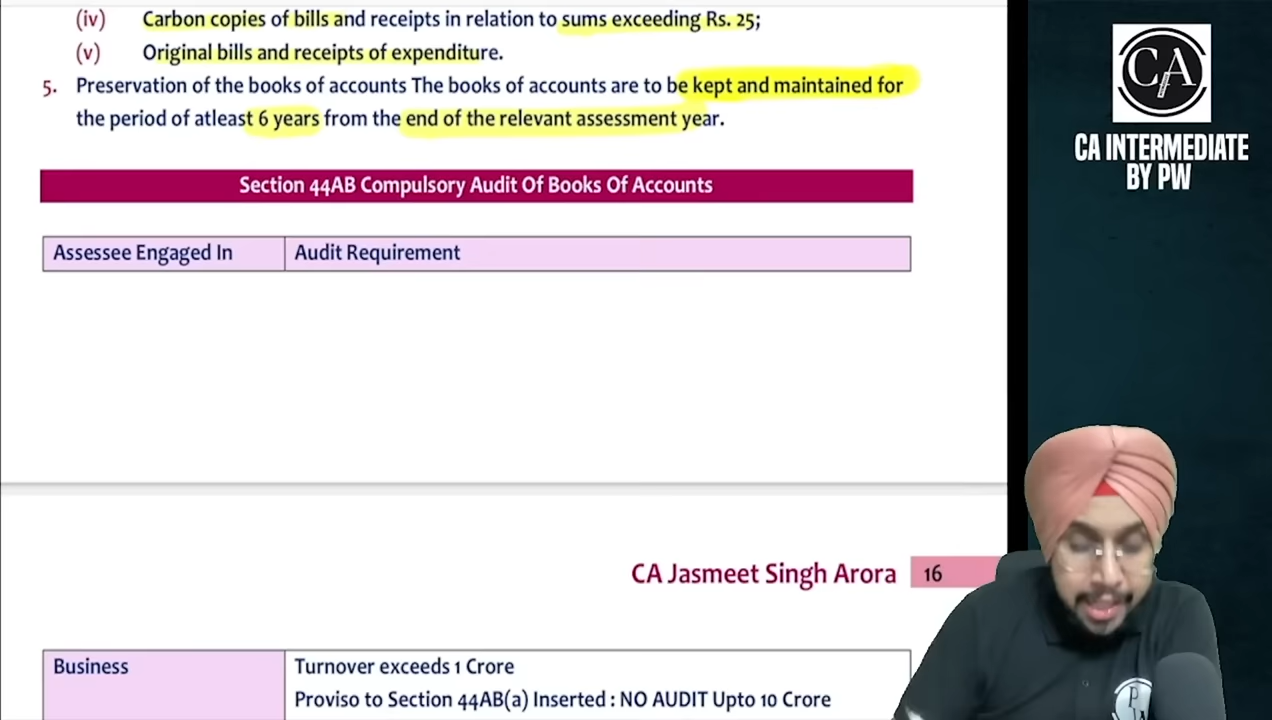 (iv) Carbon copies of bills and receipts in relation to sums exceeding Rs. 25;
(v) Original bills and receipts of expenditure.
5. Preservation of the books of accounts The books of accounts are to be kept and maintained for
the period of atleast 6 years from the end of the relevant assessment year.
Section 44AB Compulsory Audit Of Books Of Accounts
Assessee Engaged In Audit Requirement
CA Jasmeet Singh Arora 16
Business Turnover exceeds 1 Crore
Proviso to Section 44AB(a) Inserted : NO AUDIT Upto 10 Crore
CA
CA INTERMEDIATE
BY PW